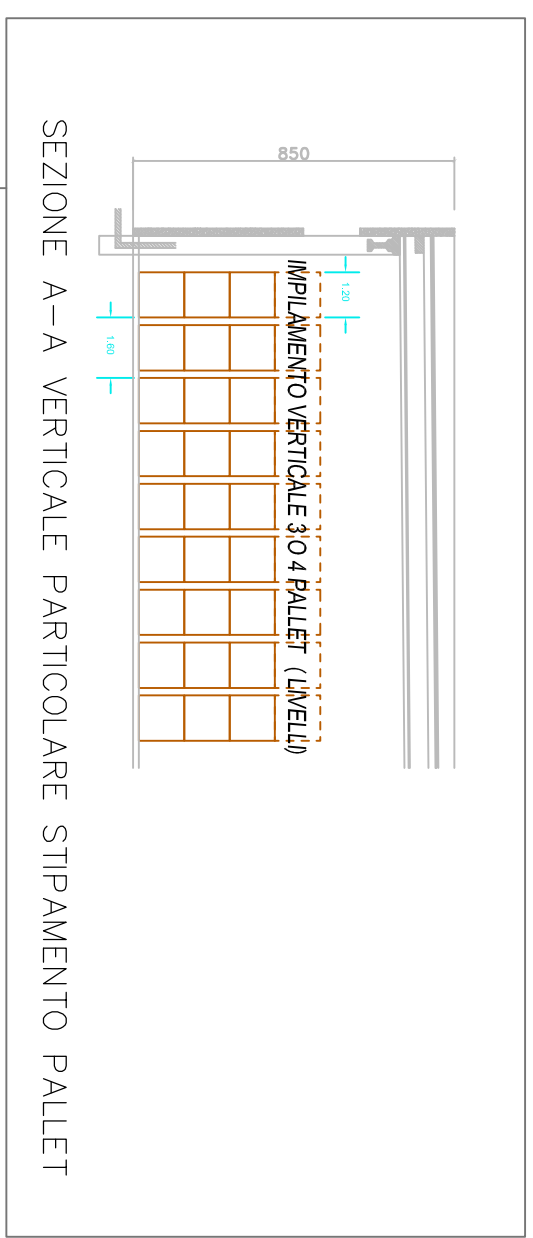 850
1.20
1.60
IMPILAMENTO VERTICALE 3 O 4 PALLET ( LIVELLI)
SEZIONE A-A VERTICALE PARTICOLARE STIPAMENTO PALLET